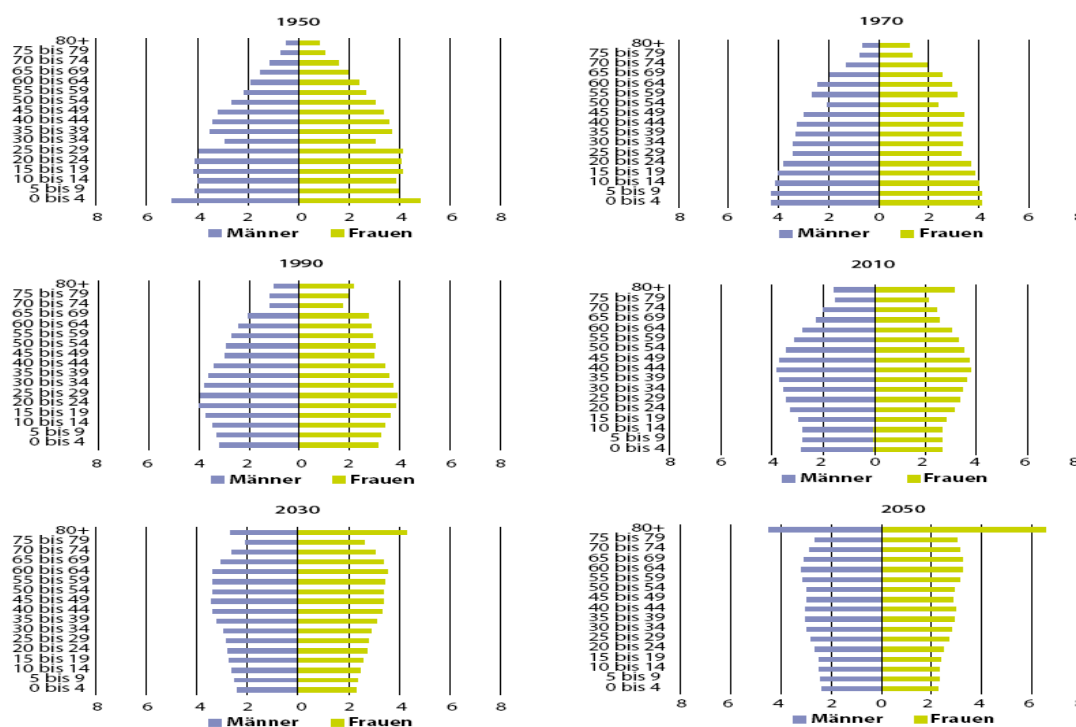 1950
80+
75 bis 79
70 bis 74
65 bis 69
60 bis 64
55 bis 59
50 bis 54
45 bis 49
40 bis 44
35 bis 39
30 bis 34
25 bis 29
20 bis 24
15 bis 19
10 bis 14
5 bis 9
0 bis 4
8 6 4 2 0 2 4 6 8
Männer Frauen
1970
80+
75 bis 79
70 bis 74
65 bis 69
60 bis 64
55 bis 59
50 bis 54
45 bis 49
40 bis 44
35 bis 39
30 bis 34
25 bis 29
20 bis 24
15 bis 19
10 bis 14
5 bis 9
0 bis 4
8 6 4 2 0 2 4 6 8
Männer Frauen
1990
80+
75 bis 79
70 bis 74
65 bis 69
60 bis 64
55 bis 59
50 bis 54
45 bis 49
40 bis 44
35 bis 39
30 bis 34
25 bis 29
20 bis 24
15 bis 19
10 bis 14
5 bis 9
0 bis 4
8 6 4 2 0 2 4 6 8
Männer Frauen
2010
80+
75 bis 79
70 bis 74
65 bis 69
60 bis 64
55 bis 59
50 bis 54
45 bis 49
40 bis 44
35 bis 39
30 bis 34
25 bis 29
20 bis 24
15 bis 19
10 bis 14
5 bis 9
0 bis 4
8 6 4 2 0 2 4 6 8
Männer Frauen
2030
80+
75 bis 79
70 bis 74
65 bis 69
60 bis 64
55 bis 59
50 bis 54
45 bis 49
40 bis 44
35 bis 39
30 bis 34
25 bis 29
20 bis 24
15 bis 19
10 bis 14
5 bis 9
0 bis 4
8 6 4 2 0 2 4 6 8
Männer Frauen
2050
80+
75 bis 79
70 bis 74
65 bis 69
60 bis 64
55 bis 59
50 bis 54
45 bis 49
40 bis 44
35 bis 39
30 bis 34
25 bis 29
20 bis 24
15 bis 19
10 bis 14
5 bis 9
0 bis 4
8 6 4 2 0 2 4 6 8
Männer Frauen